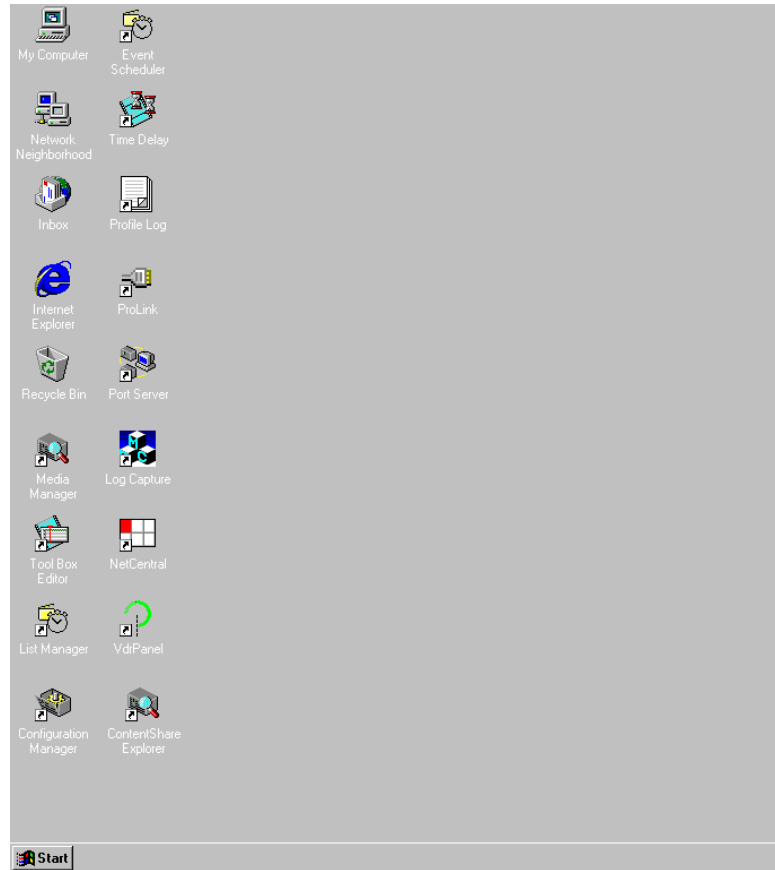 My Computer
Event
Scheduler
Network
Neighborhood
Time Delay
Inbox
Profile Log
Internet
Explorer
ProLink
Recycle Bin
Port Server
Media
Manager
M
C
Log Capture
Tool Box
Editor
NetCentral
List Manager
VdrPanel
Configuration
Manager
ContentShare
Explorer
Start